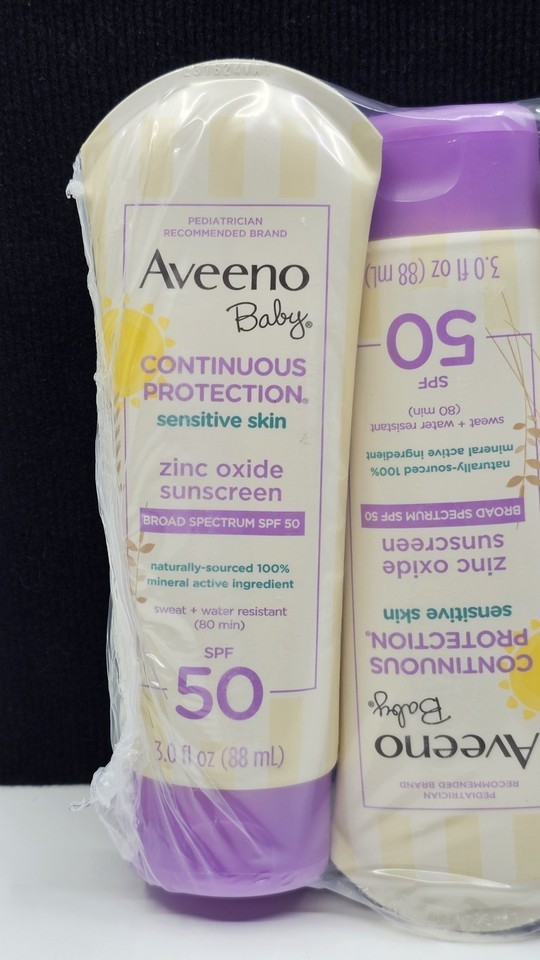 PEDIATRICIAN
RECOMMENDED BRAND
Aveeno
Baby®
CONTINUOUS
PROTECTION®
sensitive skin
zinc oxide
sunscreen
BROAD SPECTRUM SPF 50
naturally-sourced 100%
mineral active ingredient
sweat + water resistant
(80 min)
SPF
50
3.0 fl oz (88 mL)
PEDIATRICIAN
RECOMMENDED BRAND
Aveeno
Baby®
CONTINUOUS
PROTECTION®
sensitive skin
zinc oxide
sunscreen
BROAD SPECTRUM SPF 50
naturally-sourced 100%
mineral active ingredient
sweat + water resistant
(80 min)
SPF
50
3.0 fl oz (88 mL)